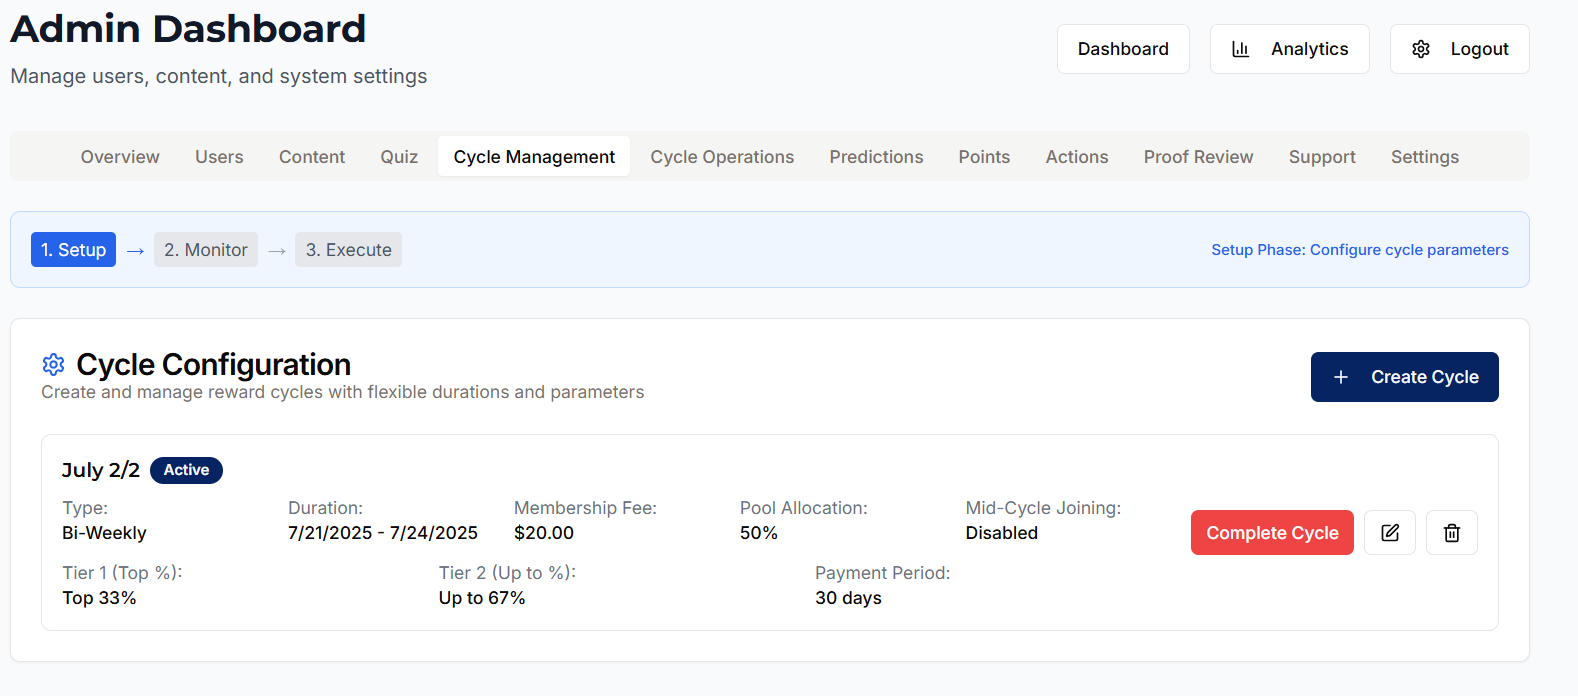 Admin Dashboard
Manage users, content, and system settings
Dashboard
Analytics
Logout
Overview Users Content Quiz Cycle Management Cycle Operations Predictions Points Actions Proof Review Support Settings
1. Setup → 2. Monitor → 3. Execute
Setup Phase: Configure cycle parameters
Cycle Configuration
Create and manage reward cycles with flexible durations and parameters
+ Create Cycle
July 2/2 Active
Type: Duration: Membership Fee: Pool Allocation: Mid-Cycle Joining:
Bi-Weekly 7/21/2025 - 7/24/2025 $20.00 50% Disabled
Complete Cycle
Tier 1 (Top %): Tier 2 (Up to %): Payment Period:
Top 33% Up to 67% 30 days